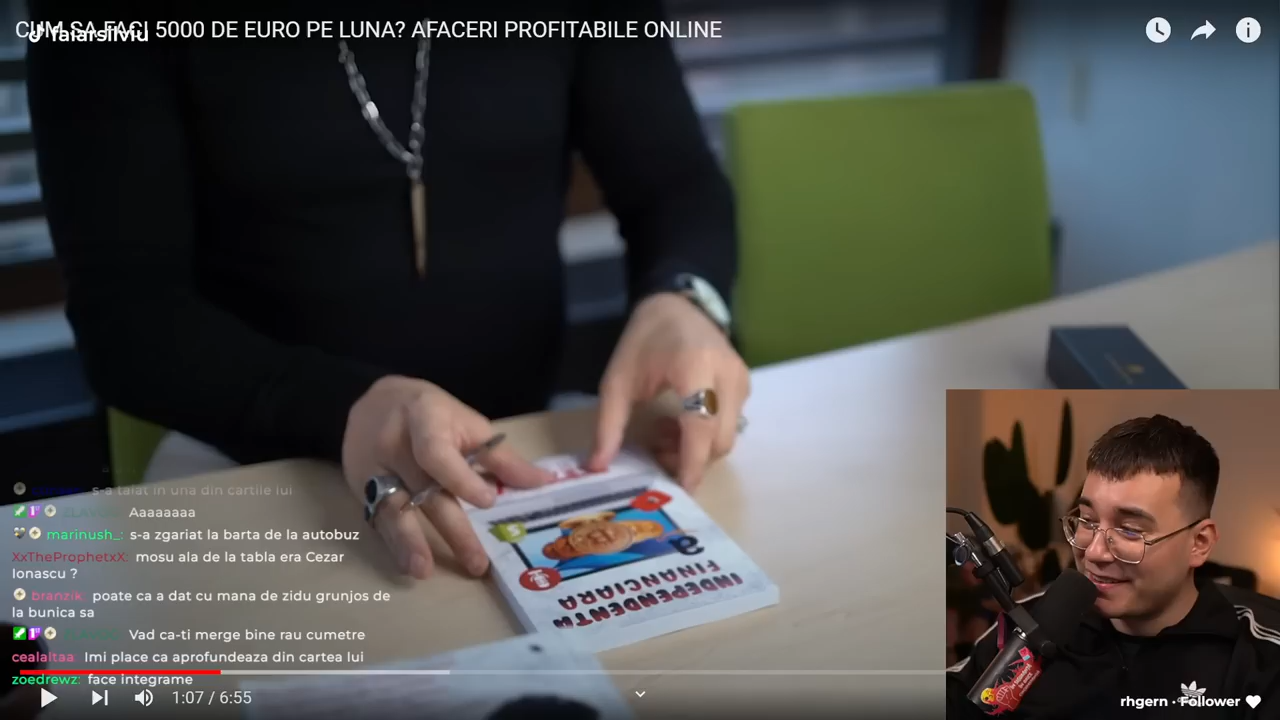 CUM SA FACI 5000 DE EURO PE LUNA? AFACERI PROFITABILE ONLINE
faiarsilviu
INDEPENDENTA
FINANCIARA
s-a taiat in una din cartile lui
Aaaaaaa
marinush_: s-a zgariat la barta de la autobuz
XxTheProphetxX: mosu ala de la tabla era Cezar
Ionascu ?
branzik: poate ca a dat cu mana de zidu grunjos de
la bunica sa
Vad ca-ti merge bine rau cumetre
cealaltaa: Imi place ca aprofundeaza din cartea lui
zoedrewz: face integrame
1:07 / 6:55
rhgern · Follower